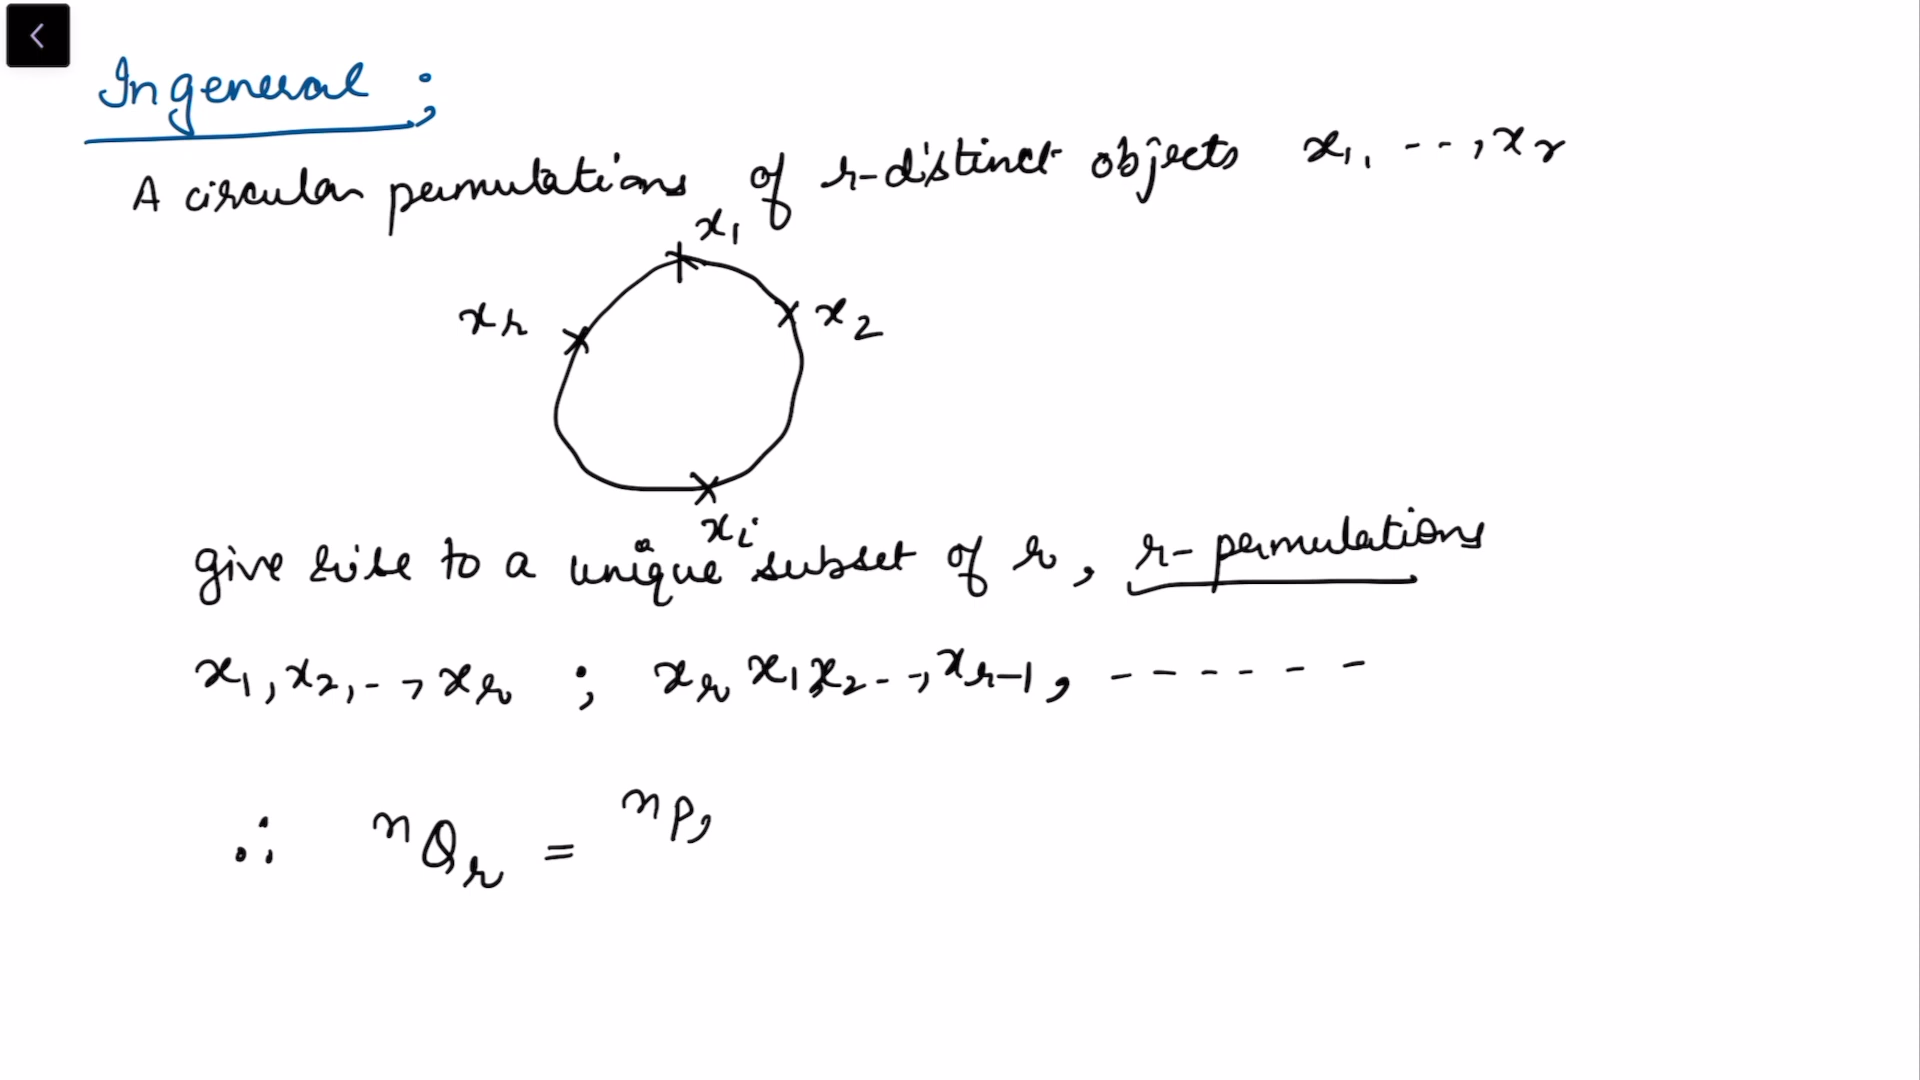 In general :
A circular permutations of r-distinct objects x₁, ---, xᵣ
x₁
xᵣ
x₂
xᵢ
give rise to a unique subset of r, r-permutations
x₁, x₂, --, xᵣ ; xᵣ x₁ x₂ --, xᵣ₋₁, -------
∴ ⁿQᵣ = ⁿP,